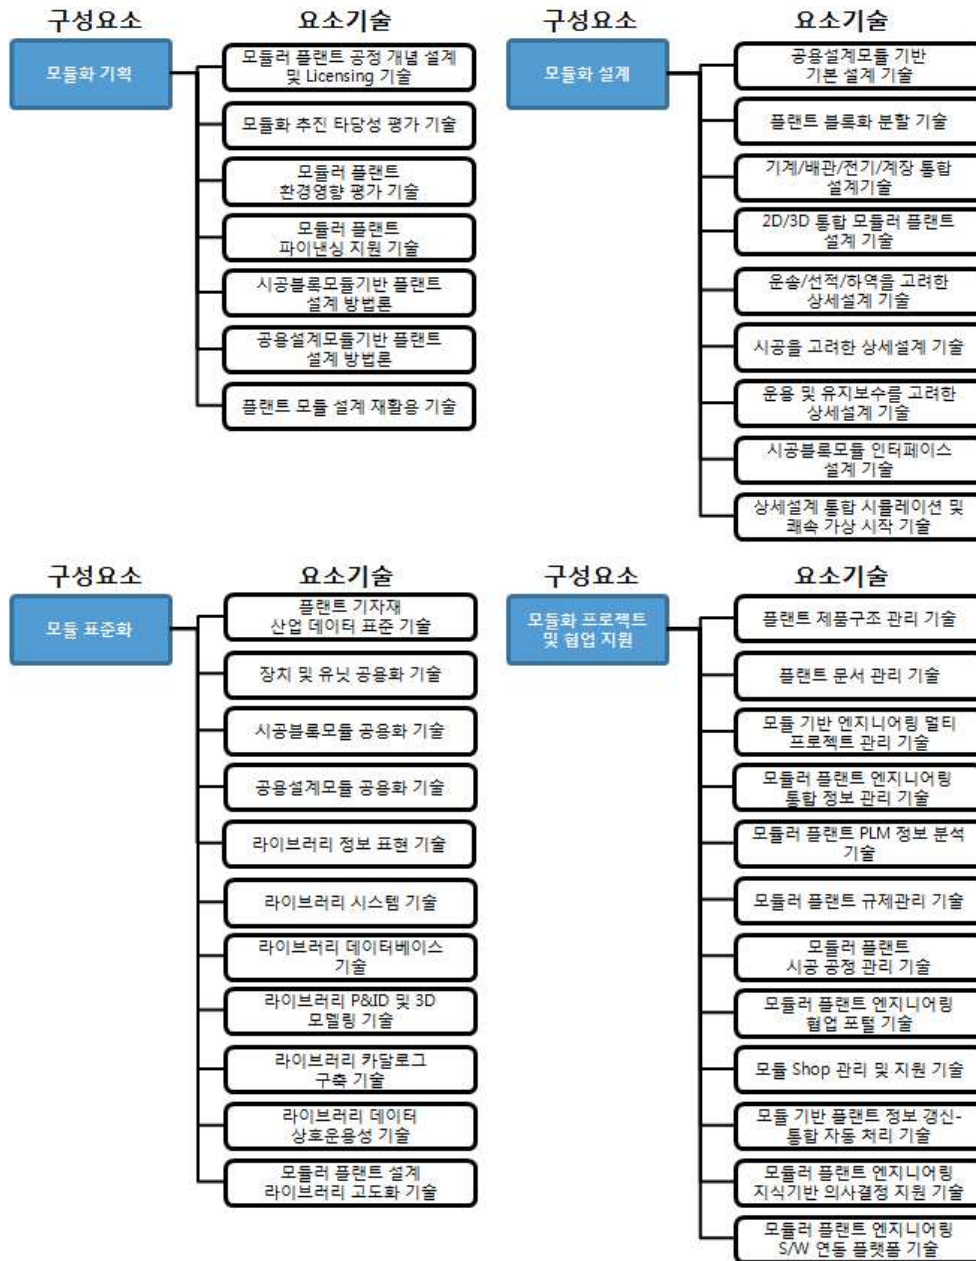 구성요소
요소기술
모듈화 기획
모듈러 플랜트 공정 개념 설계
및 Licensing 기술
모듈화 추진 타당성 평가 기술
모듈러 플랜트
환경영향 평가 기술
모듈러 플랜트
파이낸싱 지원 기술
시공블록모듈기반 플랜트
설계 방법론
공용설계모듈기반 플랜트
설계 방법론
플랜트 모듈 설계 재활용 기술
구성요소
요소기술
모듈화 설계
공용설계모듈 기반
기본 설계 기술
플랜트 블록화 분할 기술
기계/배관/전기/계장 통합
설계기술
2D/3D 통합 모듈러 플랜트
설계 기술
운송/선적/하역을 고려한
상세설계 기술
시공을 고려한 상세설계 기술
운용 및 유지보수를 고려한
상세설계 기술
시공블록모듈 인터페이스
설계 기술
상세설계 통합 시뮬레이션 및
쾌속 가상 시작 기술
구성요소
요소기술
모듈 표준화
플랜트 기자재
산업 데이터 표준 기술
장치 및 유닛 공용화 기술
시공블록모듈 공용화 기술
공용설계모듈 공용화 기술
라이브러리 정보 표현 기술
라이브러리 시스템 기술
라이브러리 데이터베이스
기술
라이브러리 P&ID 및 3D
모델링 기술
라이브러리 카달로그
구축 기술
라이브러리 데이터
상호운용성 기술
모듈러 플랜트 설계
라이브러리 고도화 기술
구성요소
요소기술
모듈화 프로젝트
및 협업 지원
플랜트 제품구조 관리 기술
플랜트 문서 관리 기술
모듈 기반 엔지니어링 멀티
프로젝트 관리 기술
모듈러 플랜트 엔지니어링
통합 정보 관리 기술
모듈러 플랜트 PLM 정보 분석
기술
모듈러 플랜트 규제관리 기술
모듈러 플랜트
시공 공정 관리 기술
모듈러 플랜트 엔지니어링
협업 포털 기술
모듈 Shop 관리 및 지원 기술
모듈 기반 플랜트 정보 갱신-
통합 자동 처리 기술
모듈러 플랜트 엔지니어링
지식기반 의사결정 지원 기술
모듈러 플랜트 엔지니어링
S/W 연동 플랫폼 기술